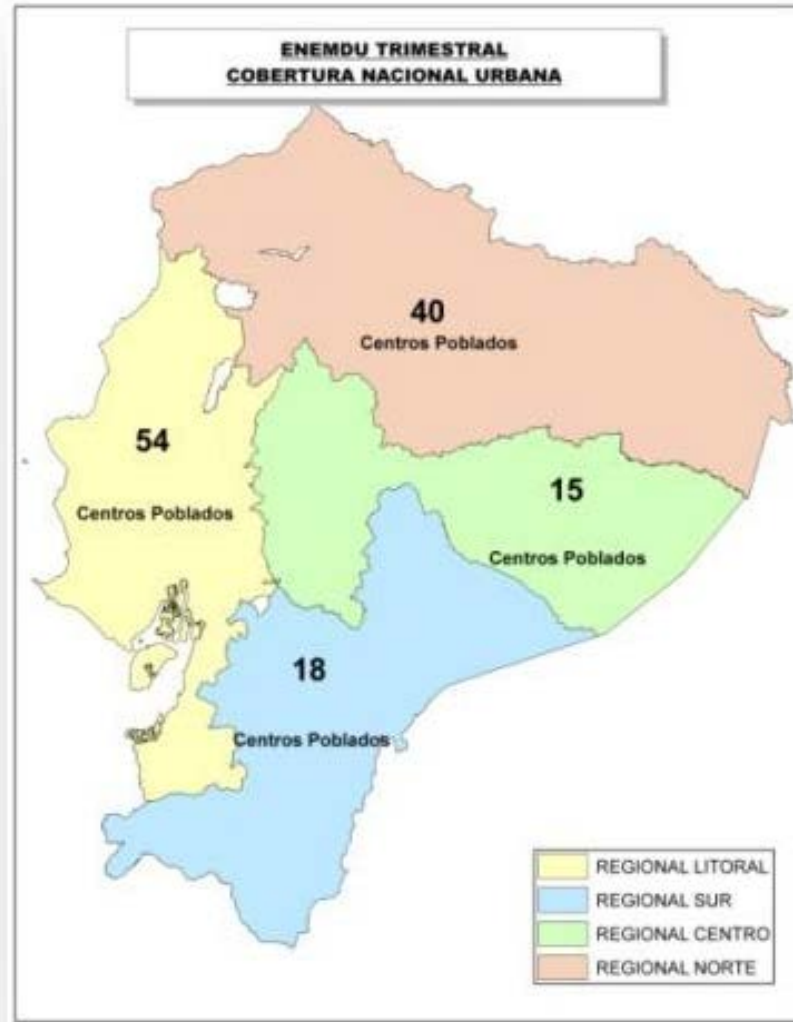 ENEMDU TRIMESTRAL
COBERTURA NACIONAL URBANA
40
Centros Poblados
54
Centros Poblados
15
Centros Poblados
18
Centros Poblados
REGIONAL LITORAL
REGIONAL SUR
REGIONAL CENTRO
REGIONAL NORTE